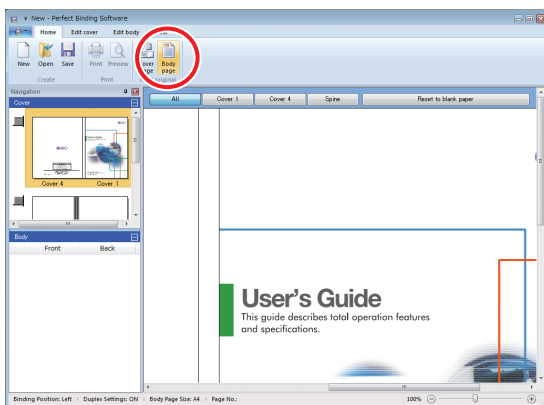 New - Perfect Binding Software
Home Edit cover Edit body
New Open Save Print Preview Cover page Body page
Create Print original
Navigation
Cover
All Cover 1 Cover 4 Spine Reset to blank paper
Cover 4 Cover 1
Body
Front Back
User's Guide
This guide describes total operation features
and specifications.
Binding Position: Left Duplex Settings: ON Body Page Size: A4 Page No.: 100%